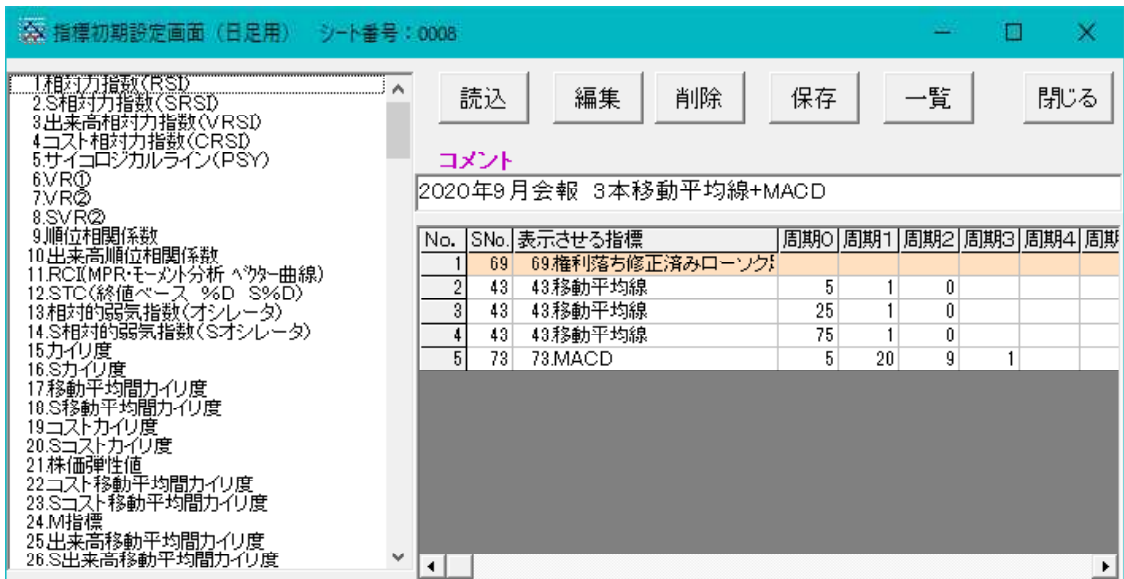 指標初期設定画面（日足用） シート番号：0008
1.相対力指数(RSI)
2.S相対力指数(SRSI)
3.出来高相対力指数(VRSI)
4.コスト相対力指数(CRSI)
5.サイコロジカルライン(PSY)
6.VR①
7.VR②
8.SVR②
9.順位相関係数
10.出来高順位相関係数
11.RCI(MPR・モーメント分析 ベクター曲線)
12.STC(終値ベース %D S%D)
13.相対的弱気指数(オシレータ)
14.S相対的弱気指数(Sオシレータ)
15.カイリ度
16.Sカイリ度
17.移動平均間カイリ度
18.S移動平均間カイリ度
19.コストカイリ度
20.Sコストカイリ度
21.株価弾性値
22.コスト移動平均間カイリ度
23.Sコスト移動平均間カイリ度
24.M指標
25.出来高移動平均間カイリ度
26.S出来高移動平均間カイリ度
読込 編集 削除 保存 一覧 閉じる
コメント
2020年9月会報 3本移動平均線+MACD
No. SNo. 表示させる指標 周期0 周期1 周期2 周期3 周期4 周期
1 69 69.権利落ち修正済みローソク足
2 43 43.移動平均線 5 1 0
3 43 43.移動平均線 25 1 0
4 43 43.移動平均線 75 1 0
5 73 73.MACD 5 20 9 1